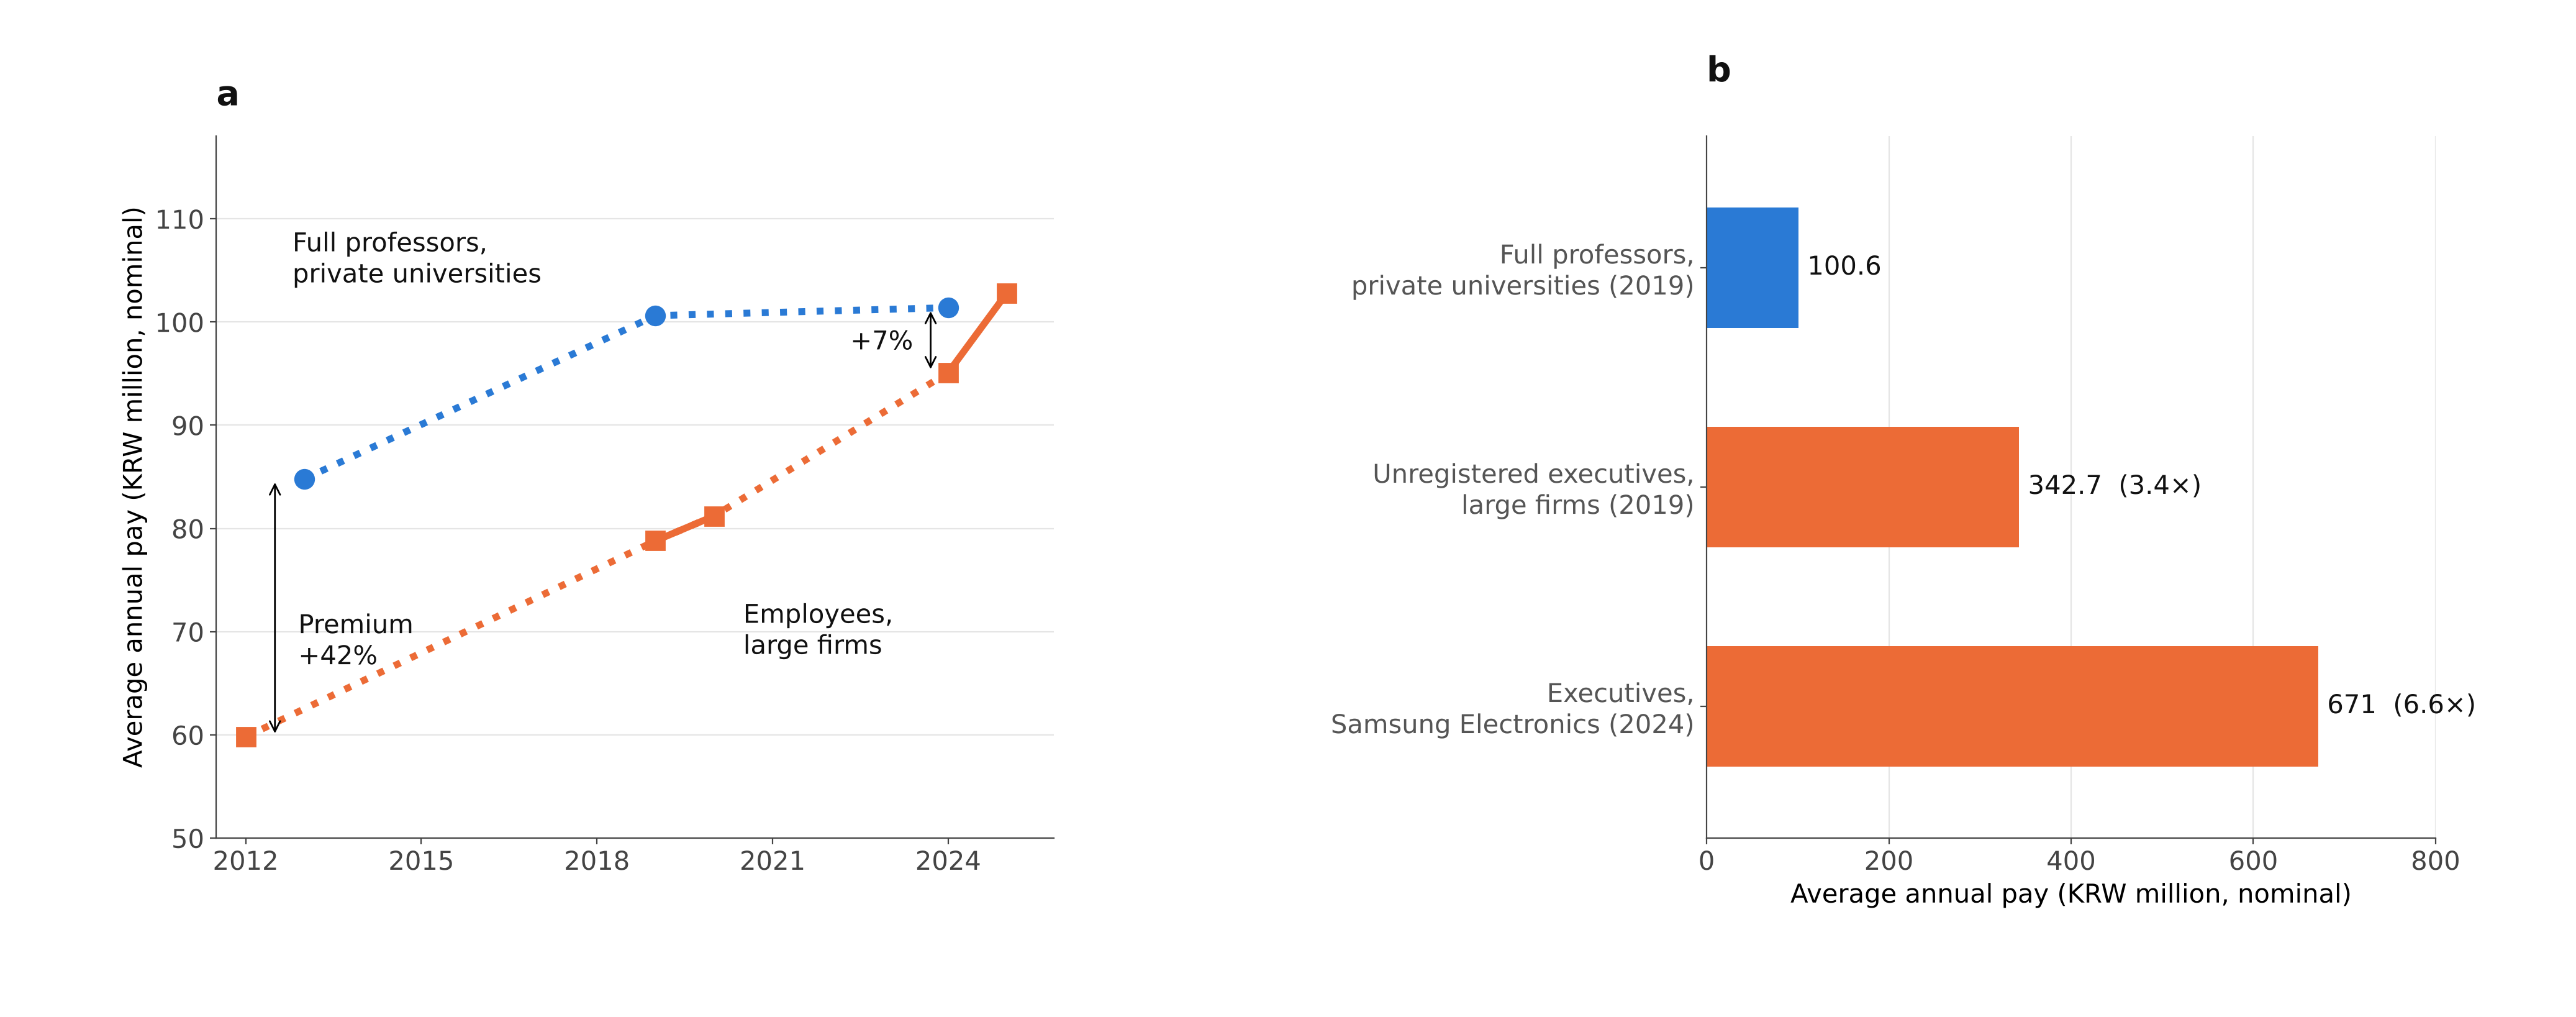 a
Average annual pay (KRW million, nominal)
110
100
90
80
70
60
50
2012
2015
2018
2021
2024
Full professors,
private universities
+7%
Premium
+42%
Employees,
large firms
b
Full professors,
private universities (2019)
100.6
Unregistered executives,
large firms (2019)
342.7 (3.4×)
Executives,
Samsung Electronics (2024)
671 (6.6×)
0
200
400
600
800
Average annual pay (KRW million, nominal)